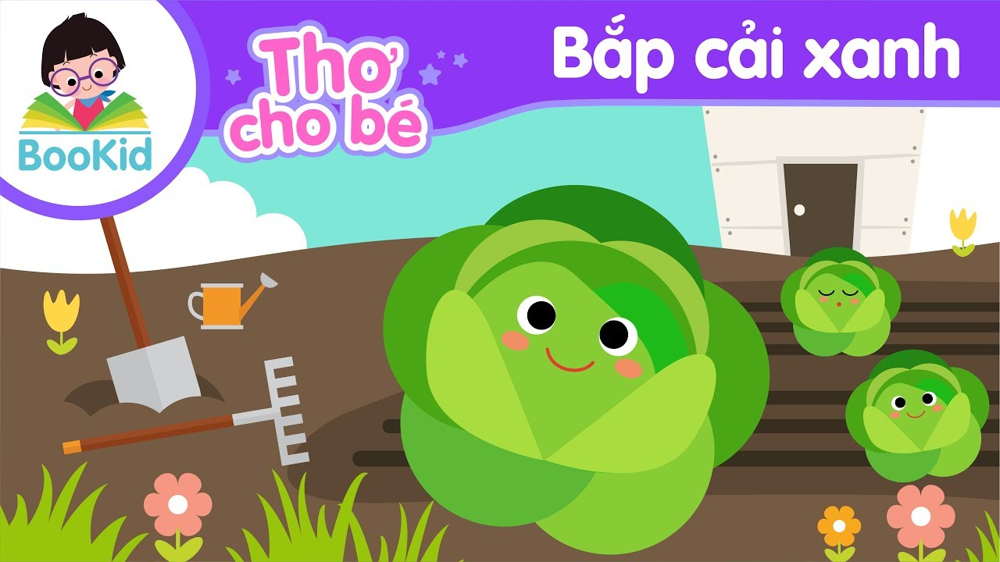 BooKid
Thơ
cho bé
Bắp cải xanh